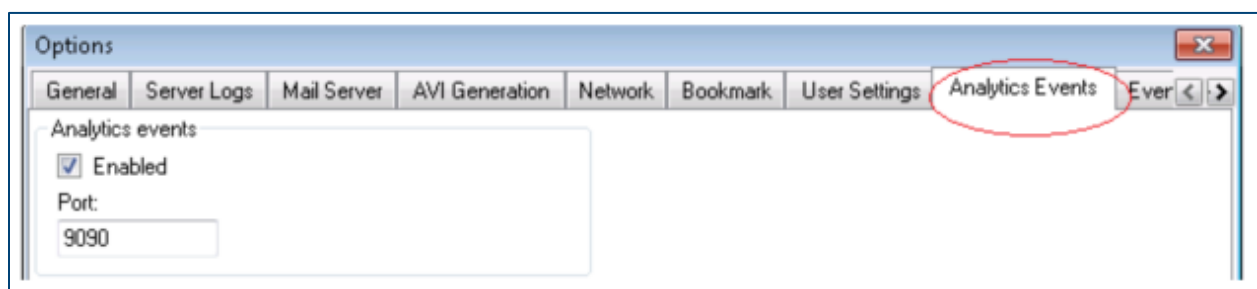 Options
General Server Logs Mail Server AVI Generation Network Bookmark User Settings Analytics Events Ever
Analytics events
Enabled
Port:
9090